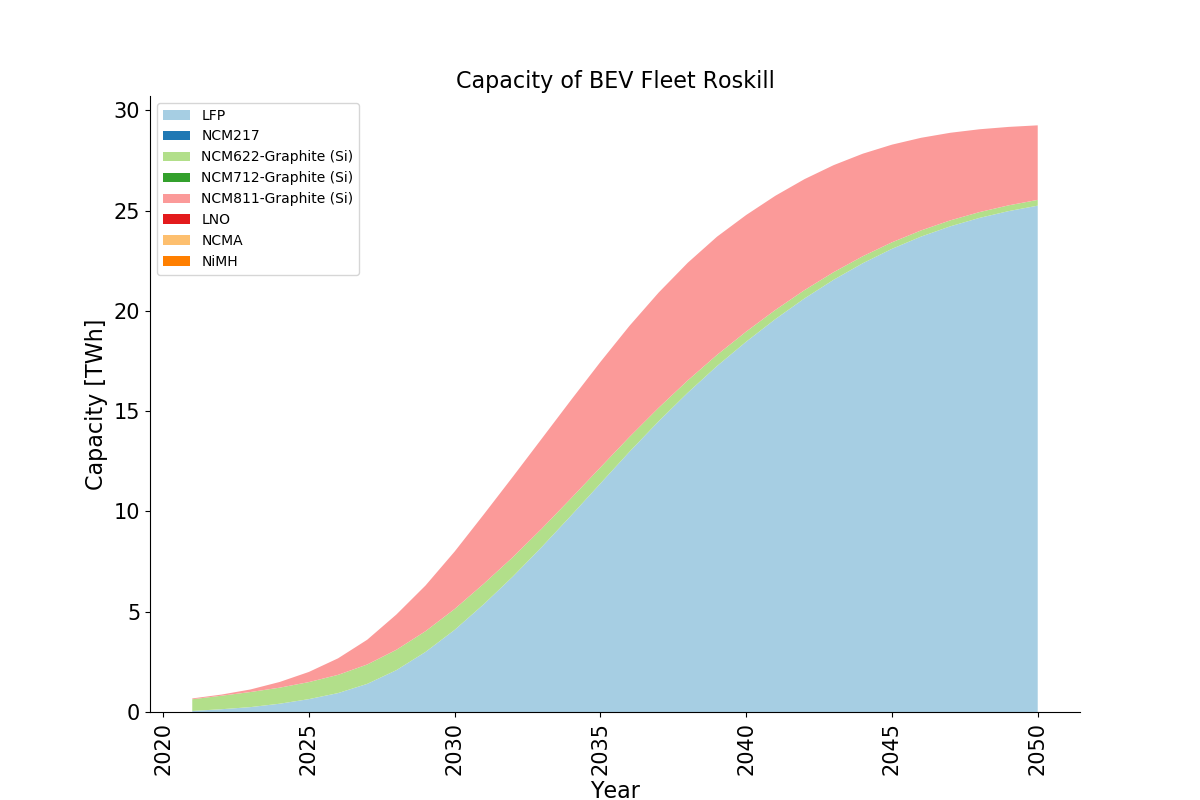 Capacity of BEV Fleet Roskill
30
25
20
15
10
5
0
Capacity [TWh]
LFP
NCM217
NCM622-Graphite (Si)
NCM712-Graphite (Si)
NCM811-Graphite (Si)
LNO
NCMA
NiMH
2020
2025
2030
2035
2040
2045
2050
Year